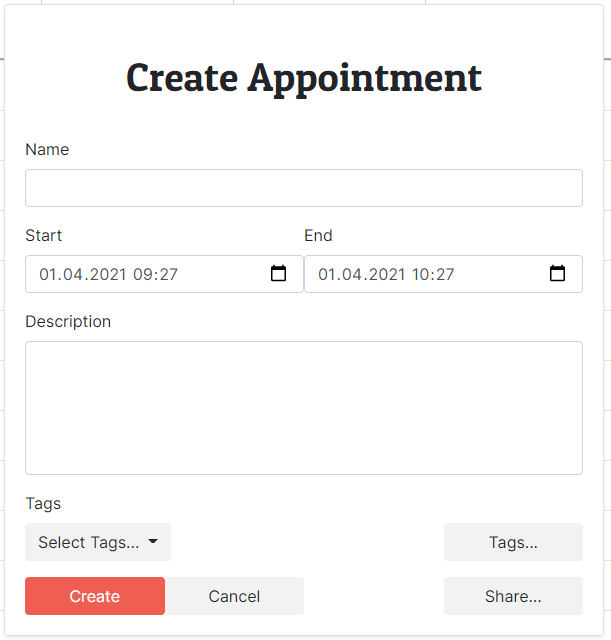 Create Appointment
Name
Start End
01.04.2021 09:27 01.04.2021 10:27
Description
Tags
Select Tags... Tags...
Create Cancel Share...